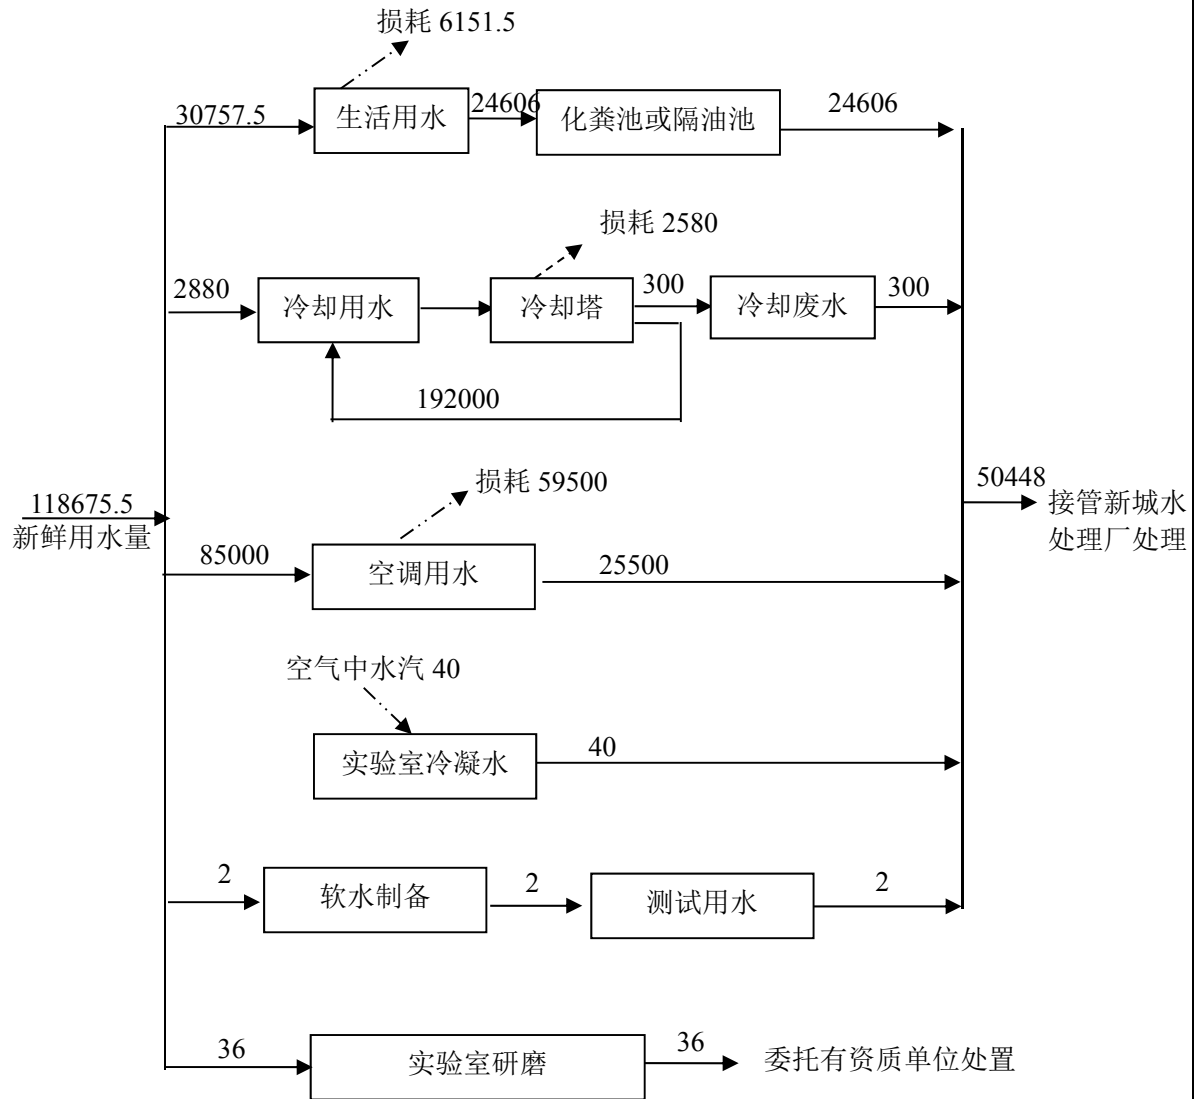 损耗 6151.5
30757.5
生活用水
24606
化粪池或隔油池
24606
损耗 2580
2880
冷却用水
冷却塔
300
冷却废水
300
192000
损耗 59500
118675.5
新鲜用水量
85000
空调用水
25500
50448
接管新城水
处理厂处理
空气中水汽 40
实验室冷凝水
40
2
软水制备
2
测试用水
2
36
实验室研磨
36
委托有资质单位处置